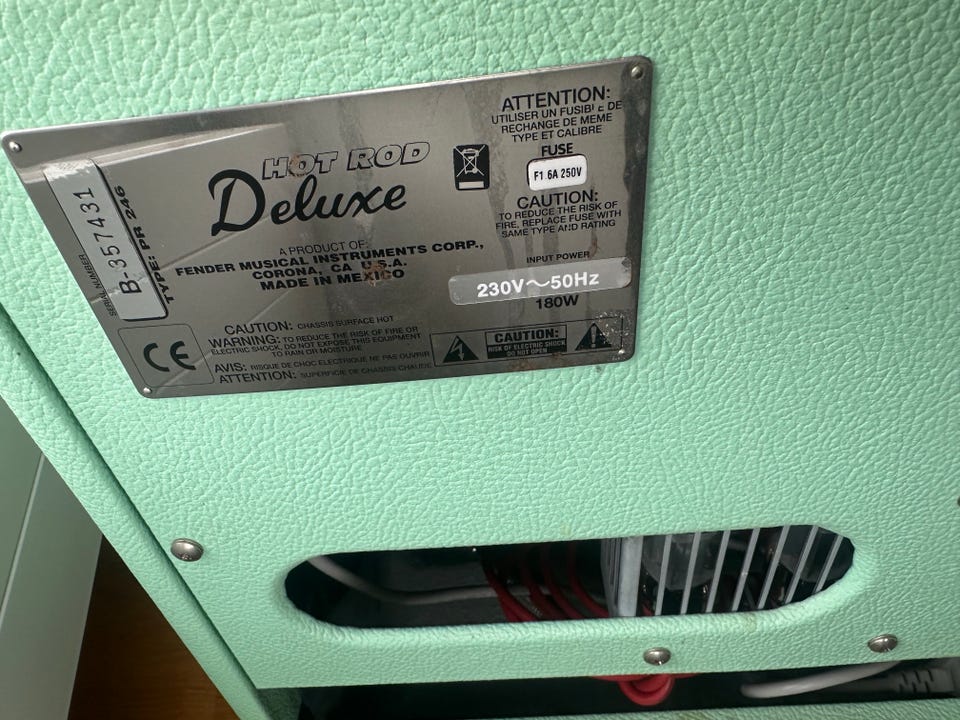 HOT ROD
Deluxe
A PRODUCT OF:
FENDER MUSICAL INSTRUMENTS CORP.,
CORONA, CA U.S.A.
MADE IN MEXICO
SERIAL NUMBER
B-357431
TYPE: PR 246
ATTENTION:
UTILISER UN FUSIBLE DE
RECHANGE DE MEME
TYPE ET CALIBRE
FUSE
F1 6A 250V
CAUTION:
TO REDUCE THE RISK OF
FIRE, REPLACE FUSE WITH
SAME TYPE AND RATING
INPUT POWER
230V~50Hz
180W
CE
CAUTION: CHASSIS SURFACE HOT
WARNING: TO REDUCE THE RISK OF FIRE OR
ELECTRIC SHOCK, DO NOT EXPOSE THIS EQUIPMENT
TO RAIN OR MOISTURE
AVIS: RISQUE DE CHOC ELECTRIQUE NE PAS OUVRIR
ATTENTION: SUPERFICIE DE CHASSIS CHAUDE
CAUTION:
RISK OF ELECTRIC SHOCK
DO NOT OPEN